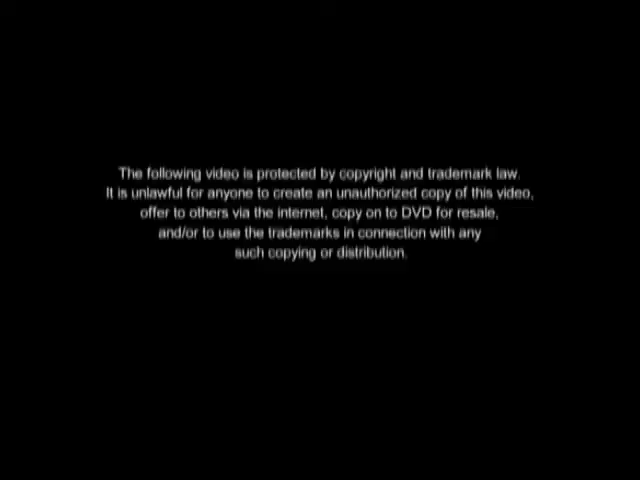 The following video is protected by copyright and trademark law.
It is unlawful for anyone to create an unauthorized copy of this video,
offer to others via the internet, copy on to DVD for resale,
and/or to use the trademarks in connection with any
such copying or distribution.